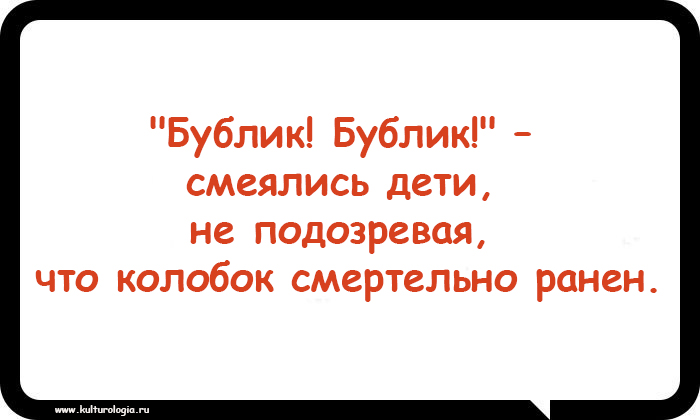 "Бублик! Бублик!" –
смеялись дети,
не подозревая,
что колобок смертельно ранен.
www.kulturologia.ru